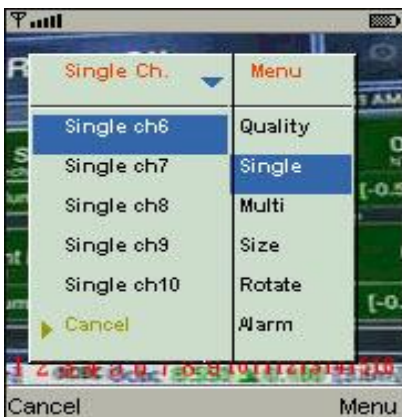 Single Ch. Menu
Single ch6 Quality
Single ch7 Single
Single ch8 Multi
Single ch9 Size
Single ch10 Rotate
Cancel Alarm
Cancel Menu